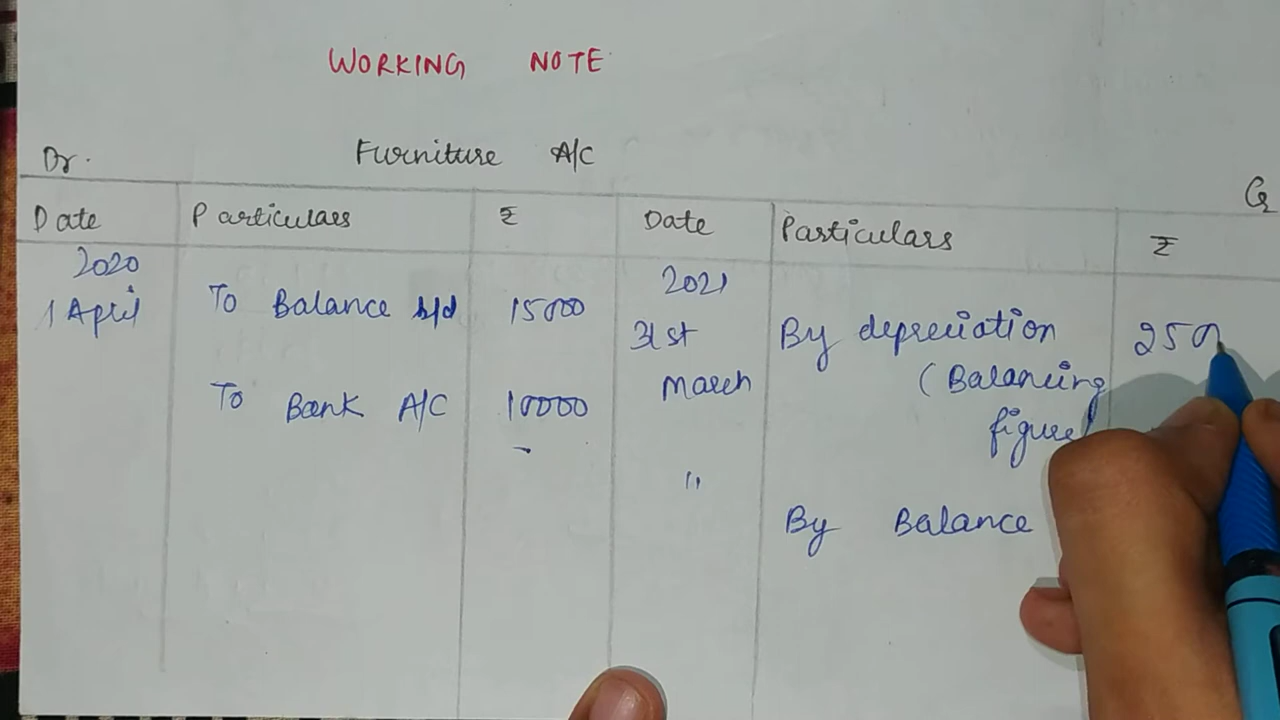 WORKING NOTE
Dr. Furniture A/C Cr
Date Particulars ₹ Date Particulars ₹
2020 2021
1 April To Balance b/d 15000 31st By depreciation 250
To Bank A/C 10000 March (Balancing
figure)
" By Balance